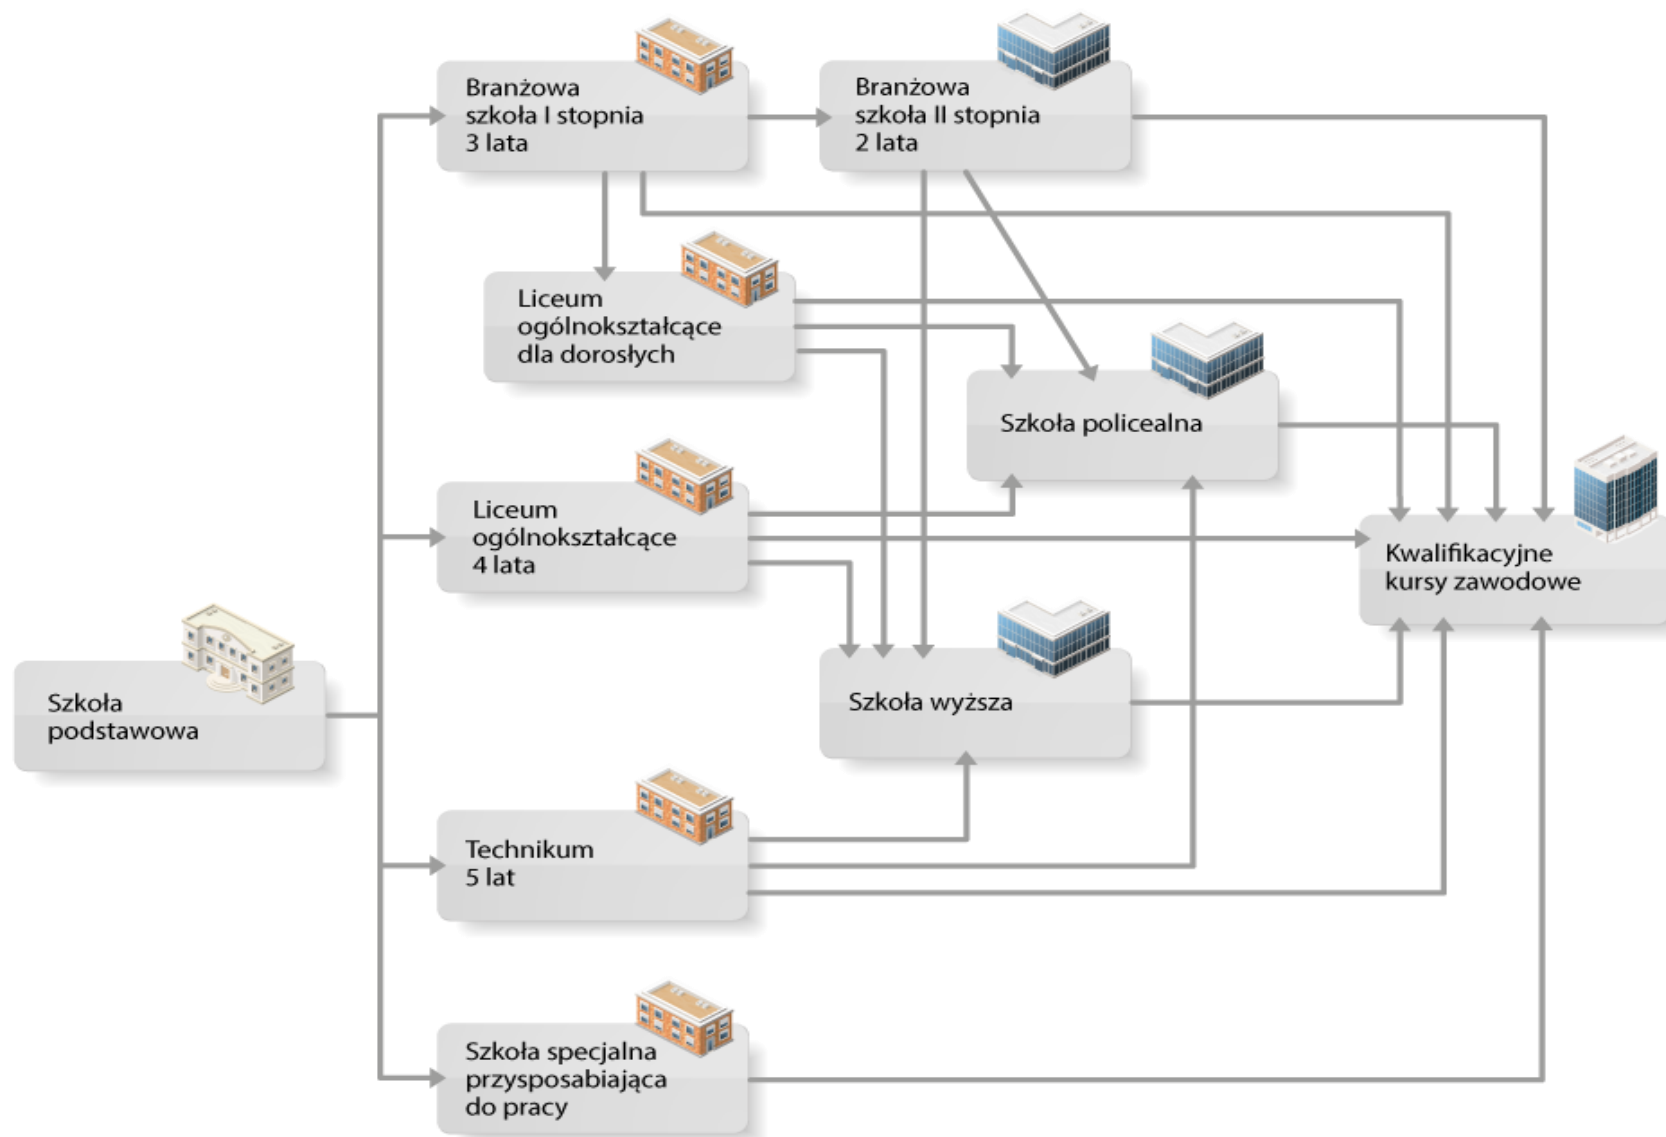 Branżowa
szkoła I stopnia
3 lata
Branżowa
szkoła II stopnia
2 lata
Liceum
ogólnokształcące
dla dorosłych
Szkoła policealna
Liceum
ogólnokształcące
4 lata
Kwalifikacyjne
kursy zawodowe
Szkoła
podstawowa
Szkoła wyższa
Technikum
5 lat
Szkoła specjalna
przysposabiająca
do pracy